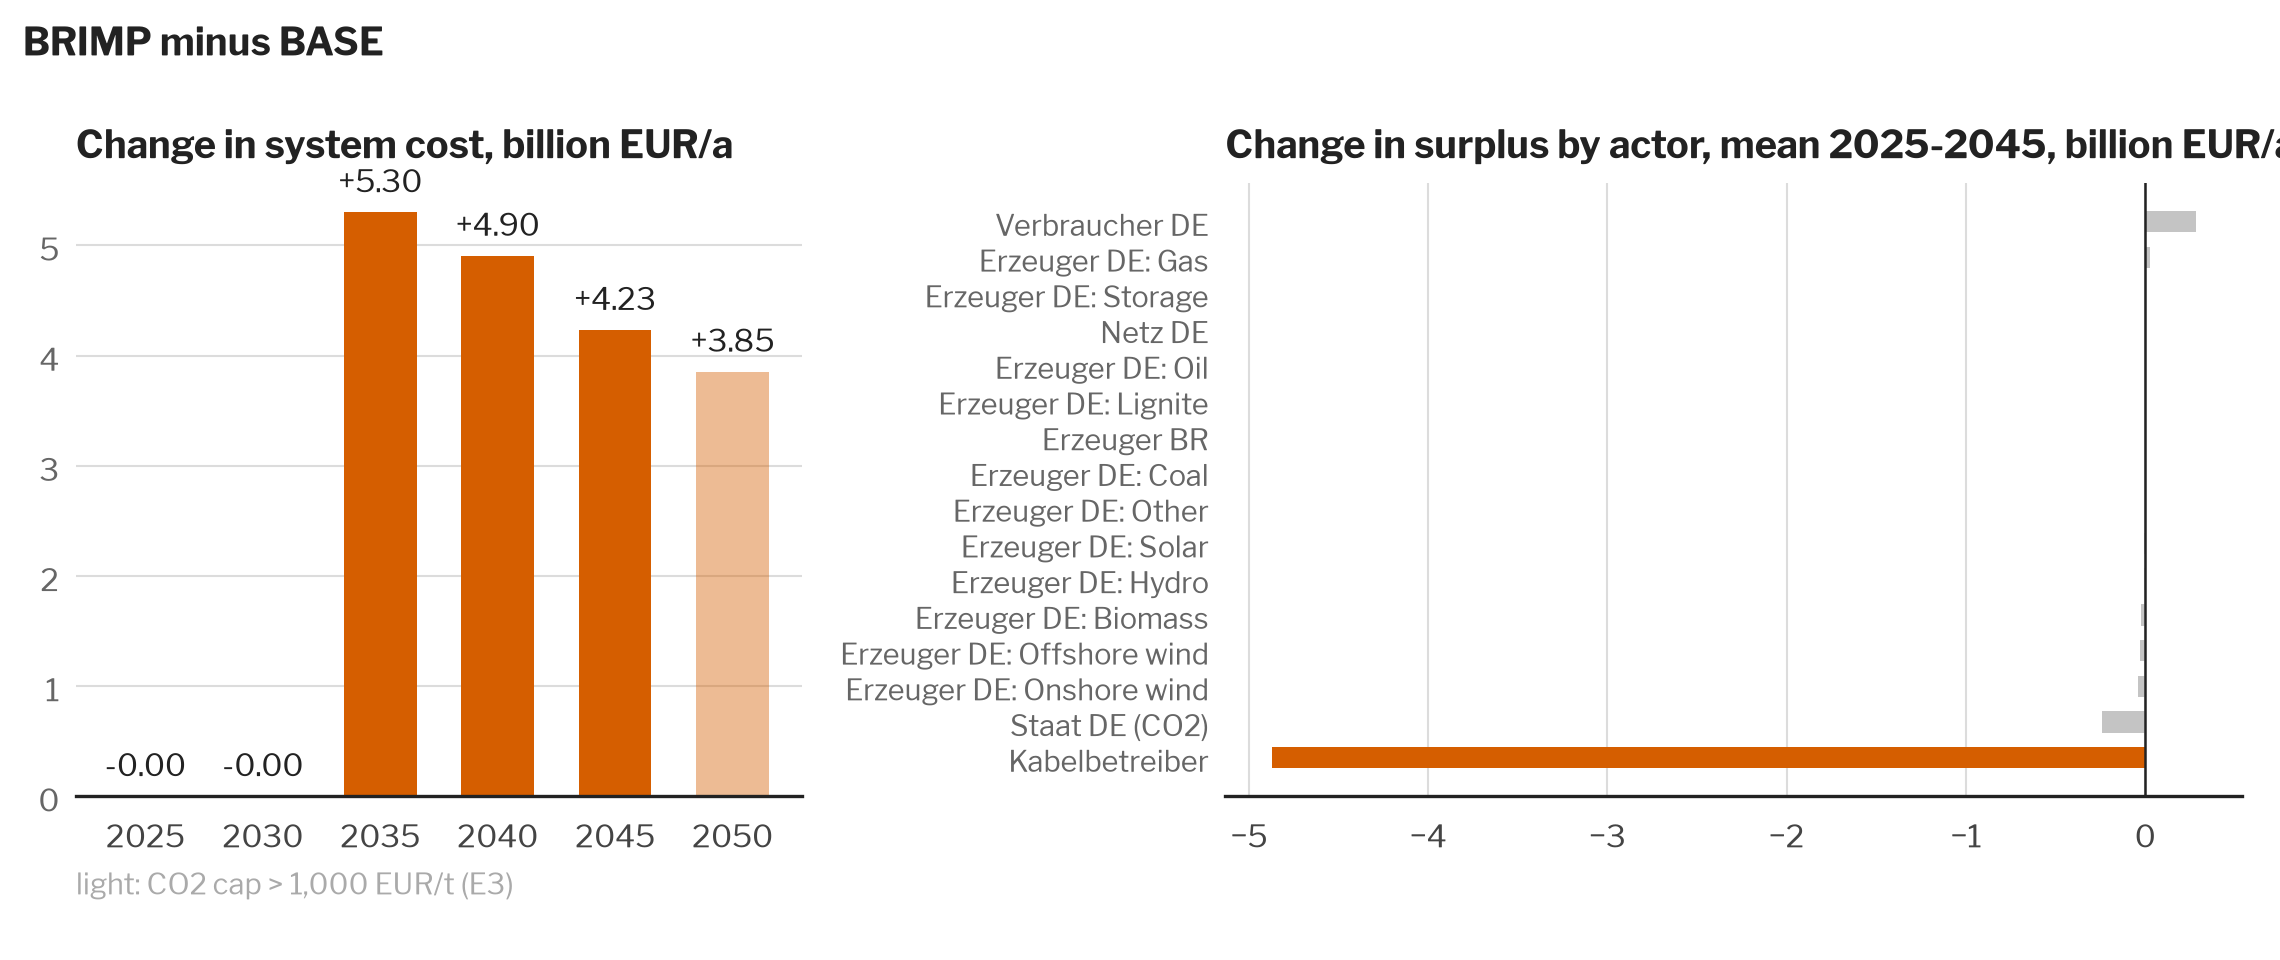 BRIMP minus BASE
Change in system cost, billion EUR/a
+5.30
+4.90
+4.23
+3.85
-0.00
-0.00
5
4
3
2
1
0
2025
2030
2035
2040
2045
2050
light: CO2 cap > 1,000 EUR/t (E3)
Change in surplus by actor, mean 2025-2045, billion EUR/a
Verbraucher DE
Erzeuger DE: Gas
Erzeuger DE: Storage
Netz DE
Erzeuger DE: Oil
Erzeuger DE: Lignite
Erzeuger BR
Erzeuger DE: Coal
Erzeuger DE: Other
Erzeuger DE: Solar
Erzeuger DE: Hydro
Erzeuger DE: Biomass
Erzeuger DE: Offshore wind
Erzeuger DE: Onshore wind
Staat DE (CO2)
Kabelbetreiber
−5
−4
−3
−2
−1
0